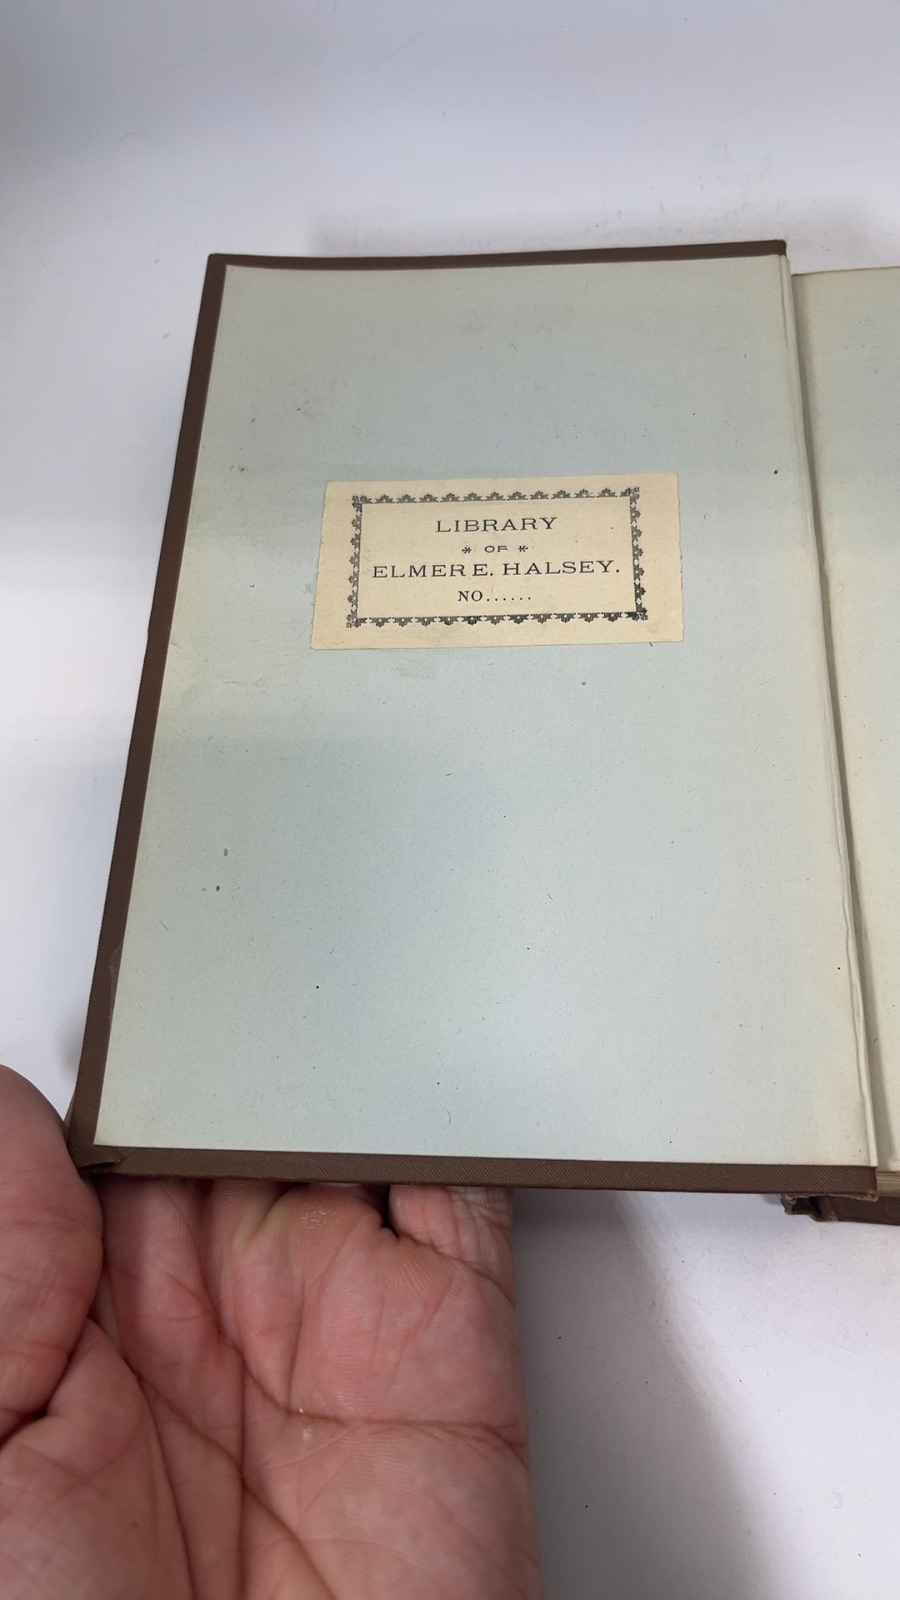 LIBRARY
* OF *
ELMER E. HALSEY.
NO......